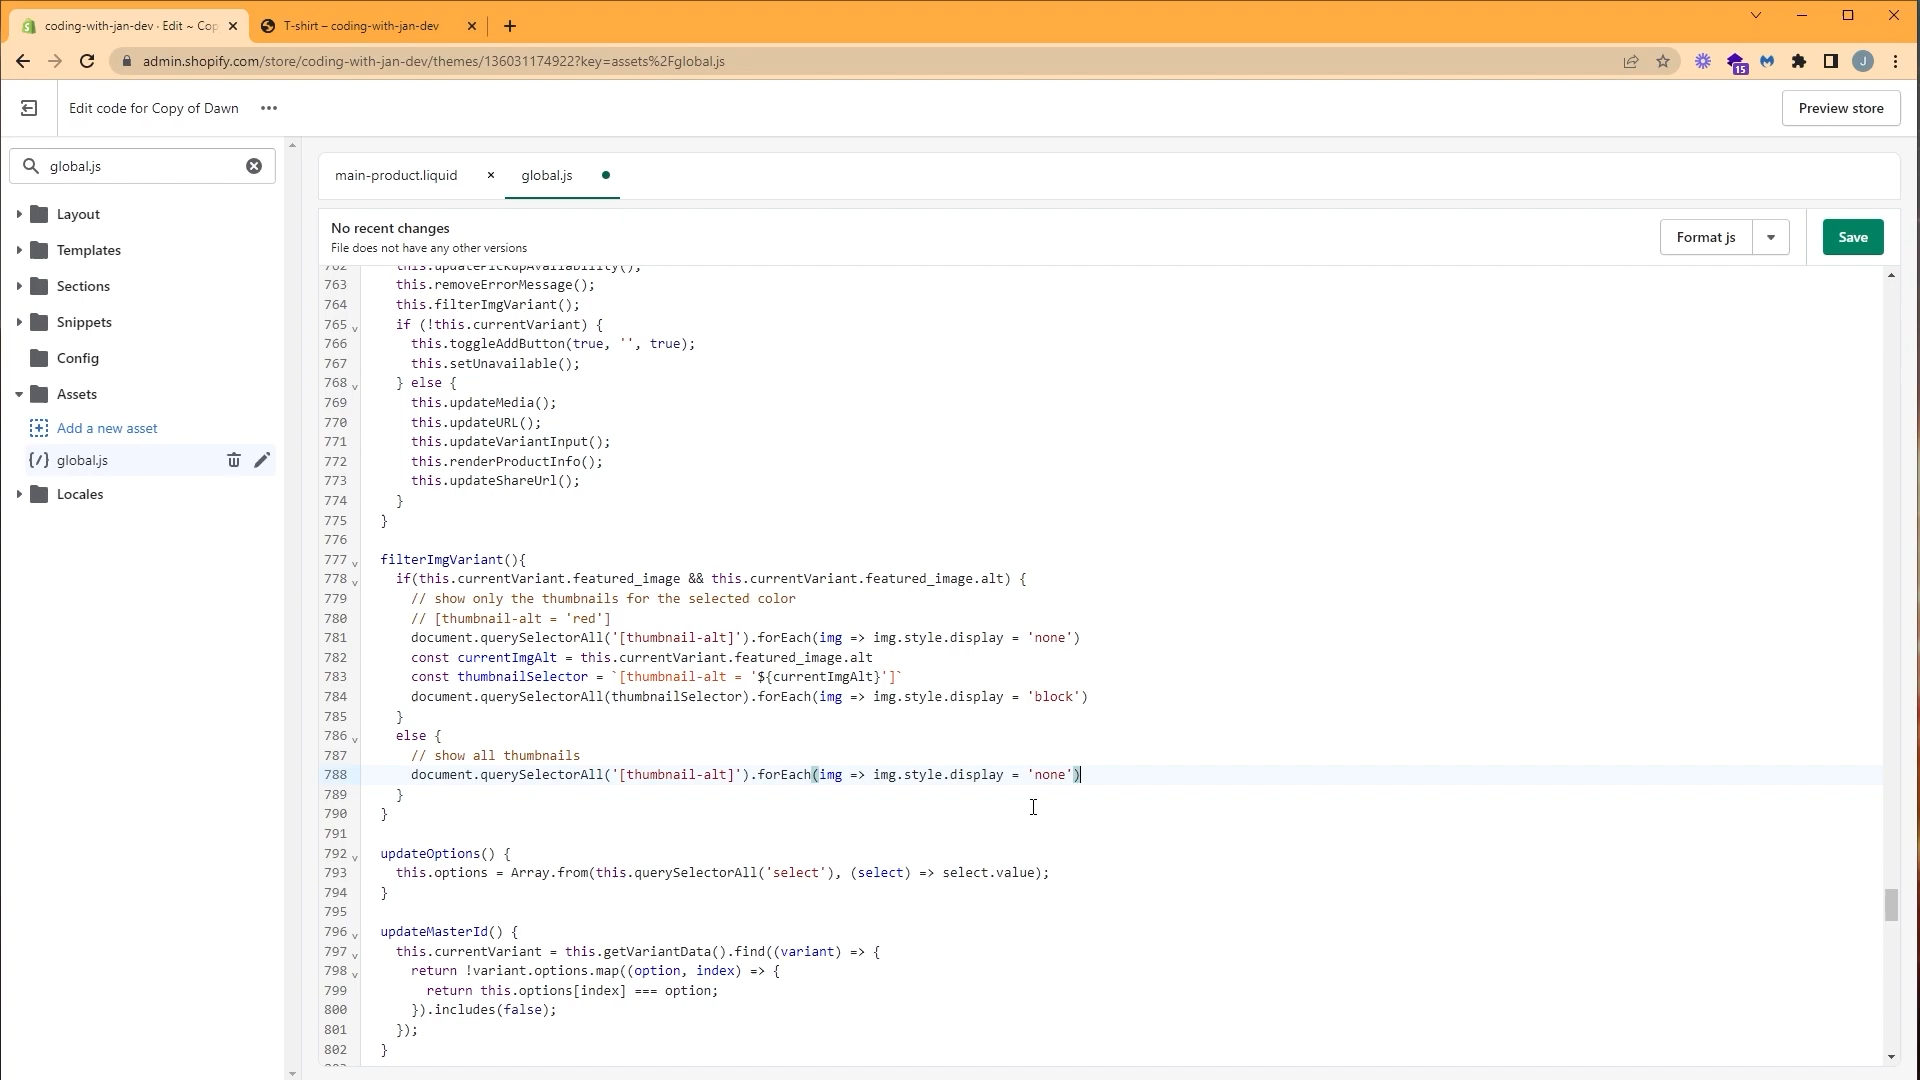 coding-with-jan-dev · Edit ~ Cop
T-shirt – coding-with-jan-dev
admin.shopify.com/store/coding-with-jan-dev/themes/136031174922?key=assets%2Fglobal.js
15
J
Edit code for Copy of Dawn
Preview store
global.js
Layout
Templates
Sections
Snippets
Config
Assets
Add a new asset
{/} global.js
Locales
main-product.liquid
global.js
No recent changes
File does not have any other versions
Format js
Save
762 this.updatePickupAvailability();
763 this.removeErrorMessage();
764 this.filterImgVariant();
765 if (!this.currentVariant) {
766 this.toggleAddButton(true, '', true);
767 this.setUnavailable();
768 } else {
769 this.updateMedia();
770 this.updateURL();
771 this.updateVariantInput();
772 this.renderProductInfo();
773 this.updateShareUrl();
774 }
775 }
776
777 filterImgVariant(){
778 if(this.currentVariant.featured_image && this.currentVariant.featured_image.alt) {
779 // show only the thumbnails for the selected color
780 // [thumbnail-alt = 'red']
781 document.querySelectorAll('[thumbnail-alt]').forEach(img => img.style.display = 'none')
782 const currentImgAlt = this.currentVariant.featured_image.alt
783 const thumbnailSelector = `[thumbnail-alt = '${currentImgAlt}']`
784 document.querySelectorAll(thumbnailSelector).forEach(img => img.style.display = 'block')
785 }
786 else {
787 // show all thumbnails
788 document.querySelectorAll('[thumbnail-alt]').forEach(img => img.style.display = 'none')
789 }
790 }
791
792 updateOptions() {
793 this.options = Array.from(this.querySelectorAll('select'), (select) => select.value);
794 }
795
796 updateMasterId() {
797 this.currentVariant = this.getVariantData().find((variant) => {
798 return !variant.options.map((option, index) => {
799 return this.options[index] === option;
800 }).includes(false);
801 });
802 }